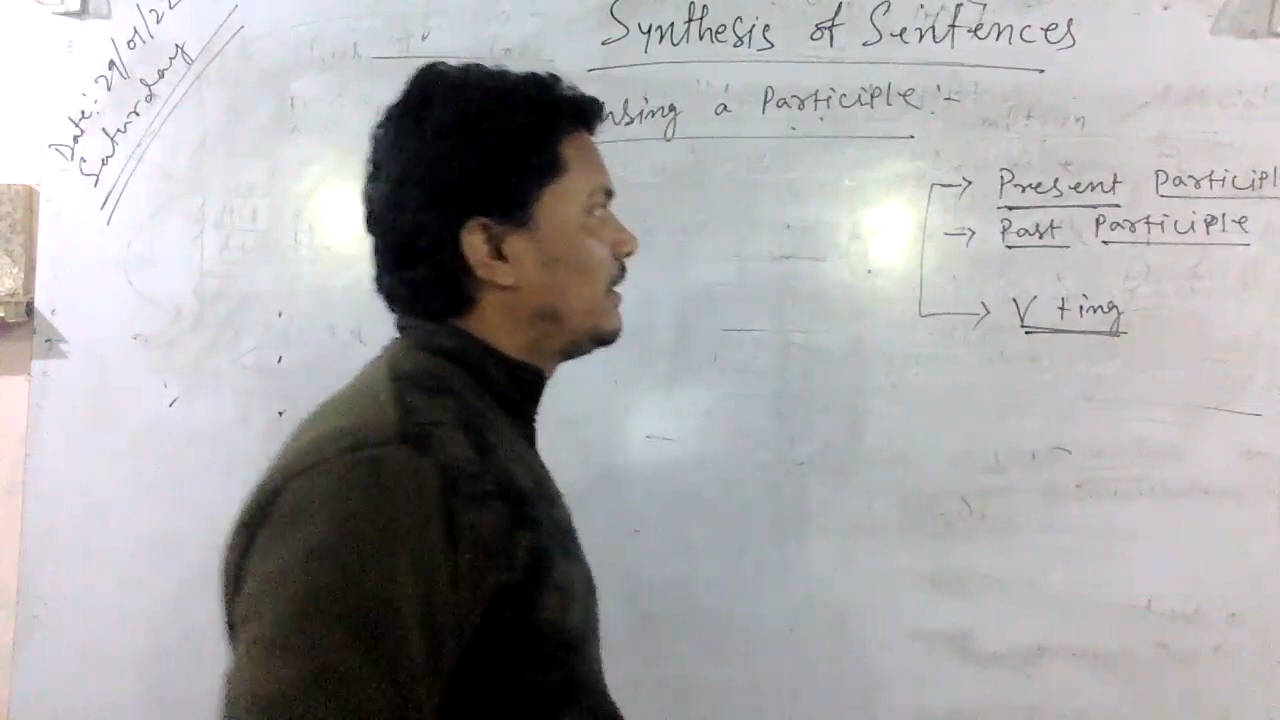 Date: 29/01/22
Saturday
Synthesis of Sentences
using a Participle :-
→ Present Participl
→ Past Participle
→ V +ing